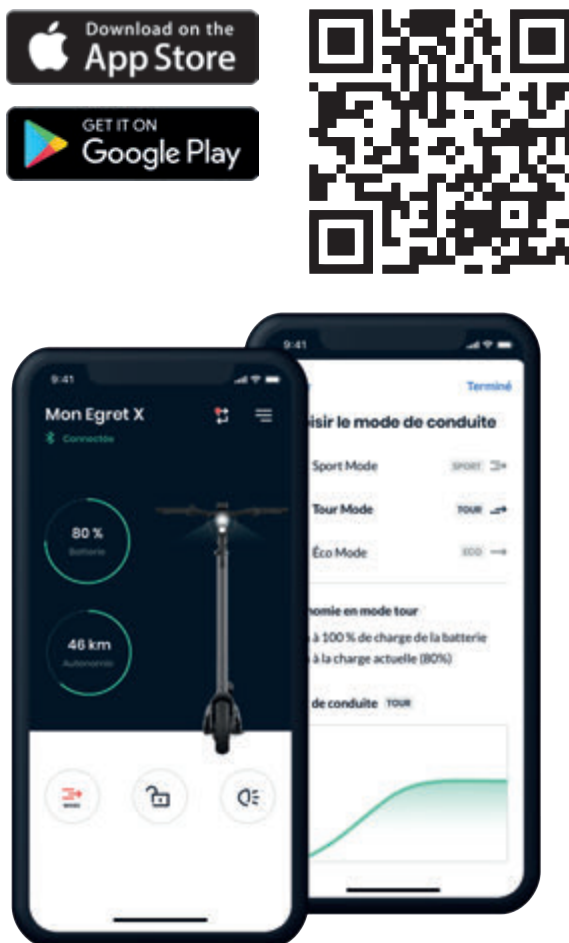 Download on the
App Store
GET IT ON
Google Play
9:41
Mon Egret X
Connectée
80 %
Batterie
46 km
Autonomie
MODE
9:41
Terminé
isir le mode de conduite
Sport Mode
SPORT
Tour Mode
TOUR
Éco Mode
ECO
nomie en mode tour
à 100 % de charge de la batterie
à la charge actuelle (80%)
de conduite TOUR